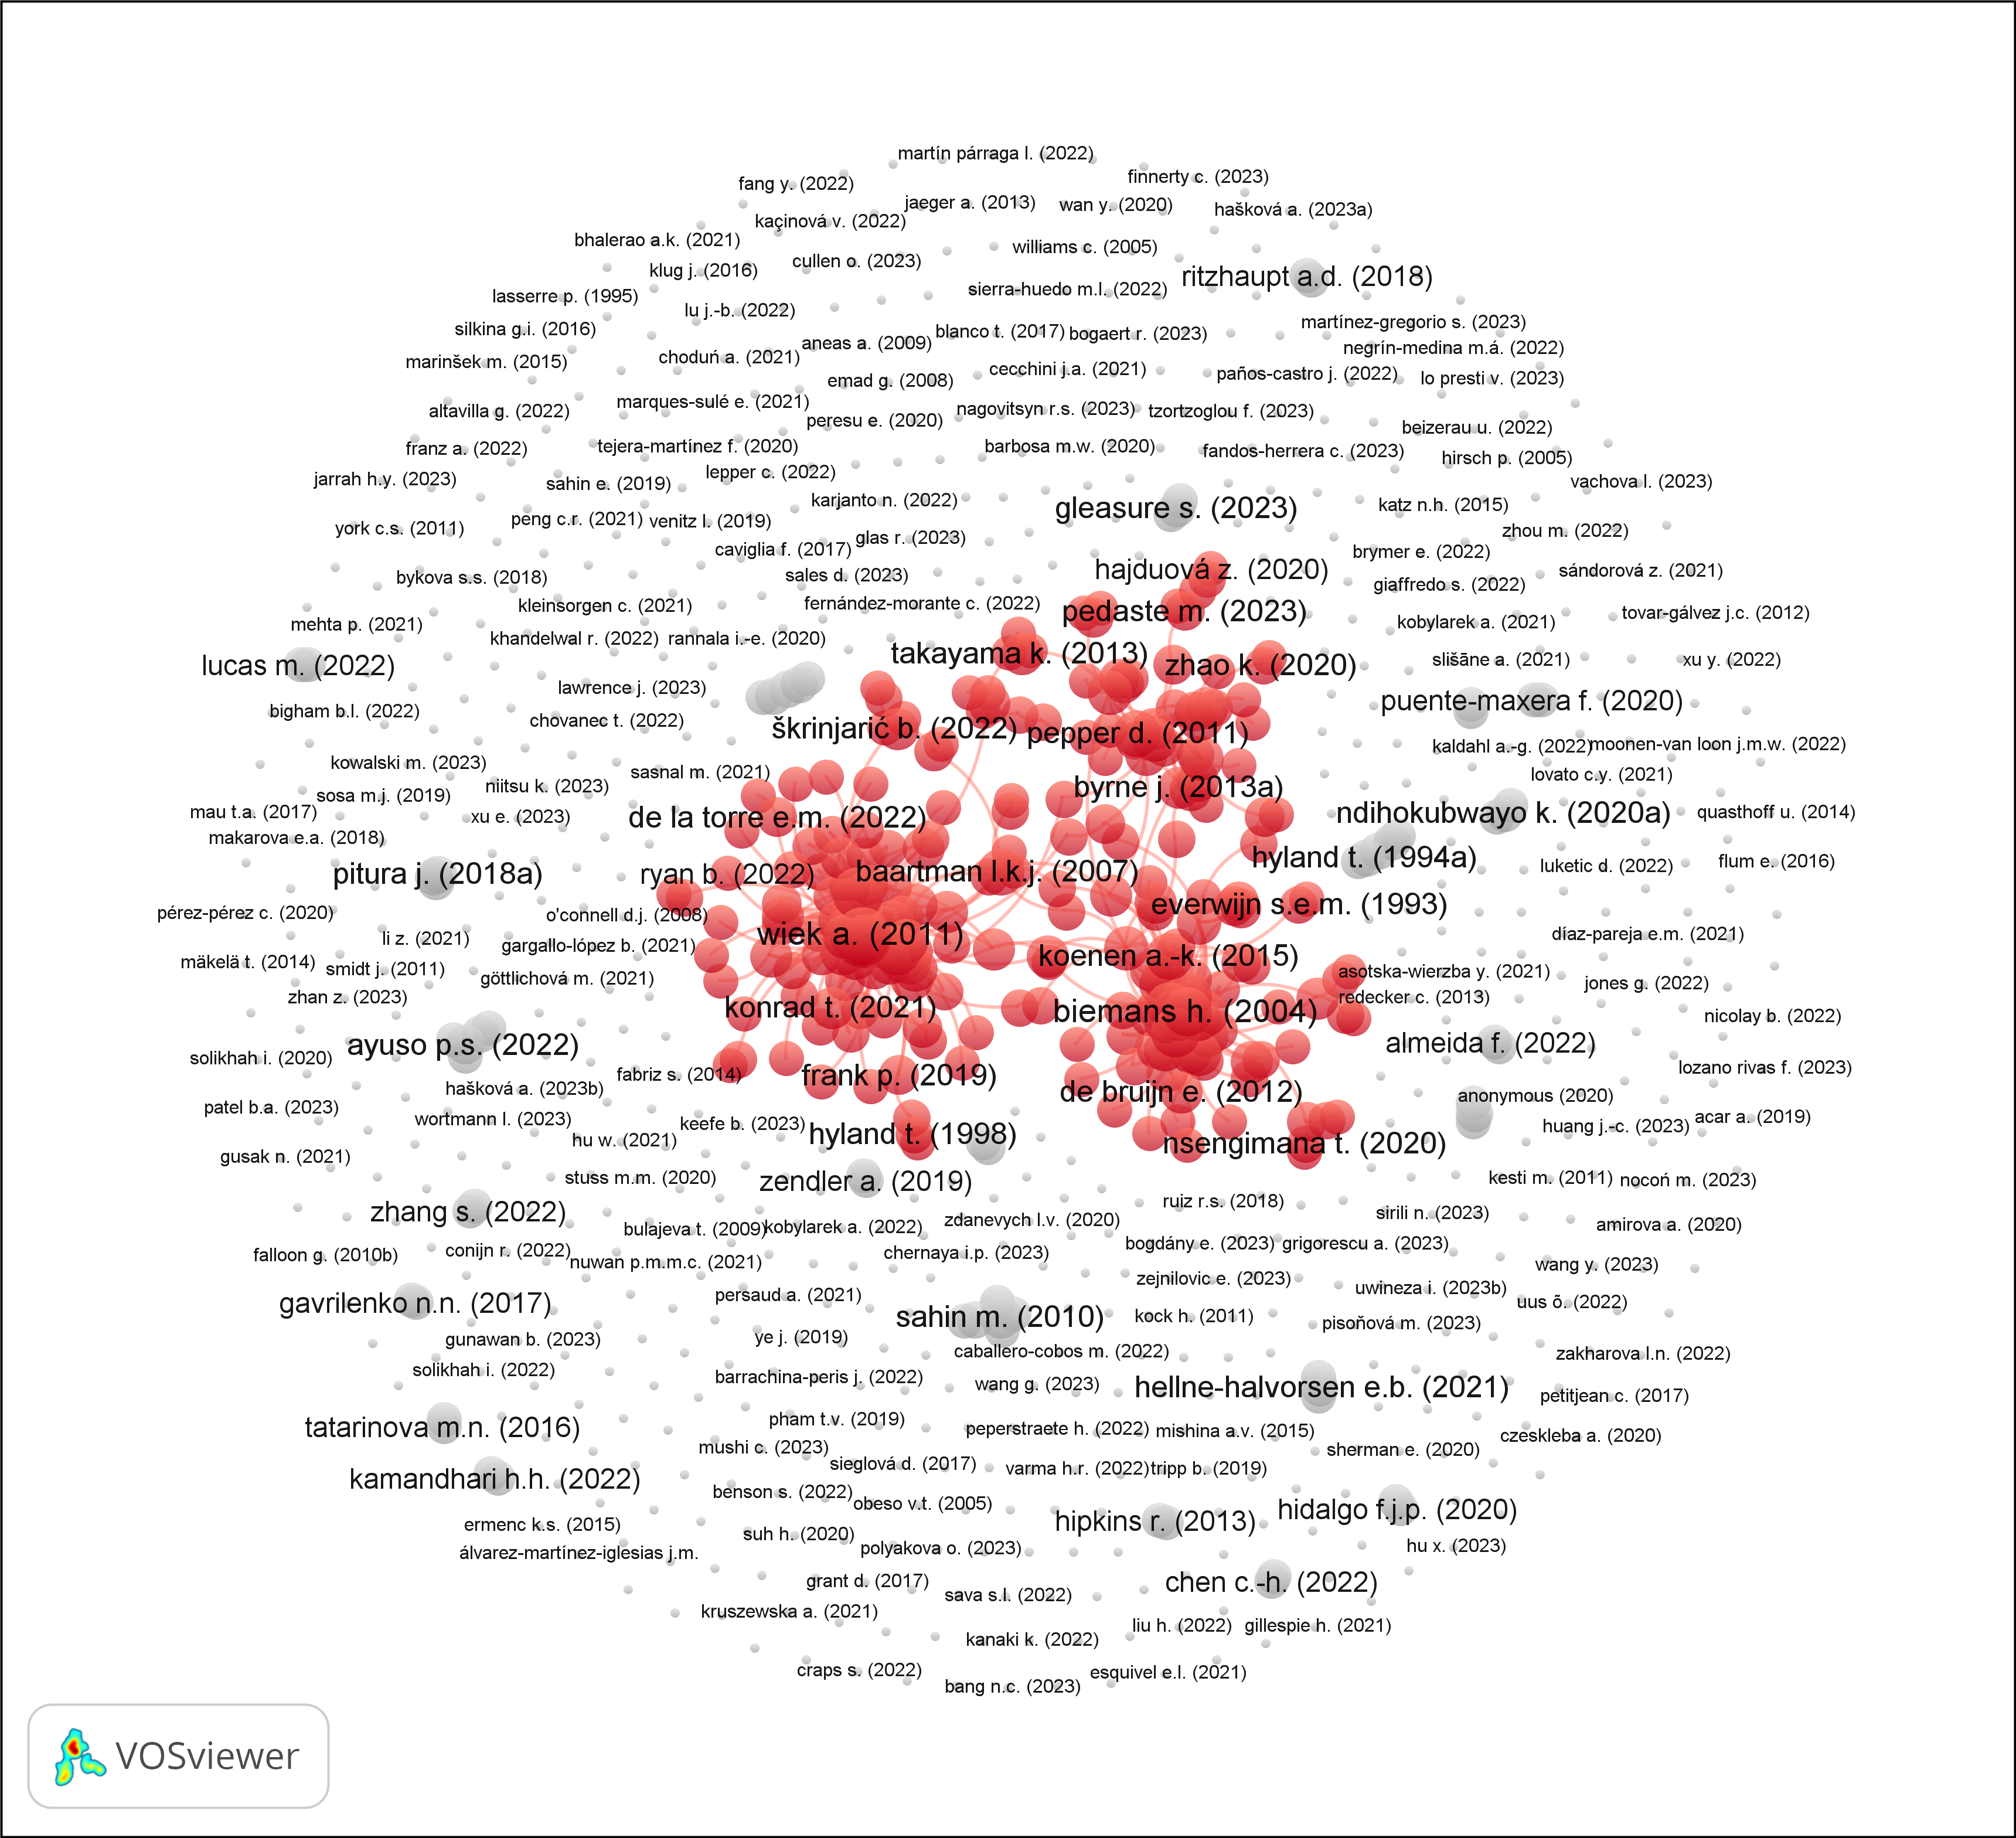 martín párraga l. (2022)
finnerty c. (2023)
fang y. (2022)
jaeger a. (2013)
wan y. (2020)
hašková a. (2023a)
kaçinová v. (2022)
bhalerao a.k. (2021)
williams c. (2005)
cullen o. (2023)
klug j. (2016)
ritzhaupt a.d. (2018)
sierra-huedo m.l. (2022)
lasserre p. (1995)
lu j.-b. (2022)
martínez-gregorio s. (2023)
silkina g.i. (2016)
blanco t. (2017)
bogaert r. (2023)
aneas a. (2009)
negrín-medina m.á. (2022)
choduń a. (2021)
marinšek m. (2015)
cecchini j.a. (2021)
paños-castro j. (2022)
lo presti v. (2023)
emad g. (2008)
marques-sulé e. (2021)
nagovitsyn r.s. (2023)
tzortzoglou f. (2023)
altavilla g. (2022)
peresu e. (2020)
beizerau u. (2022)
franz a. (2022)
tejera-martínez f. (2020)
barbosa m.w. (2020)
fandos-herrera c. (2023)
hirsch p. (2005)
lepper c. (2022)
jarrah h.y. (2023)
sahin e. (2019)
vachova l. (2023)
karjanto n. (2022)
gleasure s. (2023)
katz n.h. (2015)
peng c.r. (2021)
venitz l. (2019)
york c.s. (2011)
zhou m. (2022)
glas r. (2023)
caviglia f. (2017)
brymer e. (2022)
hajduová z. (2020)
sándorová z. (2021)
bykova s.s. (2018)
sales d. (2023)
giaffredo s. (2022)
kleinsorgen c. (2021)
fernández-morante c. (2022)
pedaste m. (2023)
tovar-gálvez j.c. (2012)
mehta p. (2021)
kobylarek a. (2021)
khandelwal r. (2022)
rannala i.-e. (2020)
takayama k. (2013)
zhao k. (2020)
slišāne a. (2021)
xu y. (2022)
lucas m. (2022)
lawrence j. (2023)
puente-maxera f. (2020)
bigham b.l. (2022)
chovanec t. (2022)
škrinjarić b. (2022)
pepper d. (2011)
kaldahl a.-g. (2022)
moonen-van loon j.m.w. (2022)
kowalski m. (2023)
sasnal m. (2021)
lovato c.y. (2021)
niitsu k. (2023)
byrne j. (2013a)
sosa m.j. (2019)
mau t.a. (2017)
xu e. (2023)
de la torre e.m. (2022)
ndihokubwayo k. (2020a)
quasthoff u. (2014)
makarova e.a. (2018)
hyland t. (1994a)
luketic d. (2022)
flum e. (2016)
pitura j. (2018a)
ryan b. (2022)
baartman l.k.j. (2007)
everwijn s.e.m. (1993)
pérez-pérez c. (2020)
o'connell d.j. (2008)
li z. (2021)
gargallo-lópez b. (2021)
wiek a. (2011)
díaz-pareja e.m. (2021)
koenen a.-k. (2015)
mäkelä t. (2014)
smidt j. (2011)
göttlichová m. (2021)
asotska-wierzba y. (2021)
jones g. (2022)
zhan z. (2023)
redecker c. (2013)
konrad t. (2021)
biemans h. (2004)
nicolay b. (2022)
ayuso p.s. (2022)
almeida f. (2022)
solikhah i. (2020)
lozano rivas f. (2023)
hašková a. (2023b)
fabriz s. (2014)
frank p. (2019)
de bruijn e. (2012)
anonymous (2020)
patel b.a. (2023)
wortmann l. (2023)
keefe b. (2023)
huang j.-c. (2023)
acar a. (2019)
hu w. (2021)
hyland t. (1998)
nsengimana t. (2020)
gusak n. (2021)
stuss m.m. (2020)
zendler a. (2019)
kesti m. (2011)
nocoń m. (2023)
ruiz r.s. (2018)
zhang s. (2022)
sirili n. (2023)
zdanevych l.v. (2020)
bulajeva t. (2009)
kobylarek a. (2022)
amirova a. (2020)
falloon g. (2010b)
conijn r. (2022)
nuwan p.m.m.c. (2021)
chernaya i.p. (2023)
bogdány e. (2023)
grigorescu a. (2023)
wang y. (2023)
zejnilovic e. (2023)
uwineza i. (2023b)
persaud a. (2021)
gavrilenko n.n. (2017)
uus õ. (2022)
sahin m. (2010)
kock h. (2011)
pisoňová m. (2023)
gunawan b. (2023)
ye j. (2019)
caballero-cobos m. (2022)
zakharova l.n. (2022)
solikhah i. (2022)
barrachina-peris j. (2022)
wang g. (2023)
hellne-halvorsen e.b. (2021)
petitjean c. (2017)
tatarinova m.n. (2016)
pham t.v. (2019)
peperstraete h. (2022)
mishina a.v. (2015)
czeskleba a. (2020)
mushi c. (2023)
sherman e. (2020)
sieglová d. (2017)
varma h.r. (2022)
tripp b. (2019)
kamandhari h.h. (2022)
benson s. (2022)
obeso v.t. (2005)
hipkins r. (2013)
hidalgo f.j.p. (2020)
ermenc k.s. (2015)
suh h. (2020)
polyakova o. (2023)
hu x. (2023)
álvarez-martínez-iglesias j.m.
grant d. (2017)
sava s.l. (2022)
chen c.-h. (2022)
kruszewska a. (2021)
liu h. (2022)
gillespie h. (2021)
kanaki k. (2022)
craps s. (2022)
esquivel e.l. (2021)
bang n.c. (2023)
VOSviewer